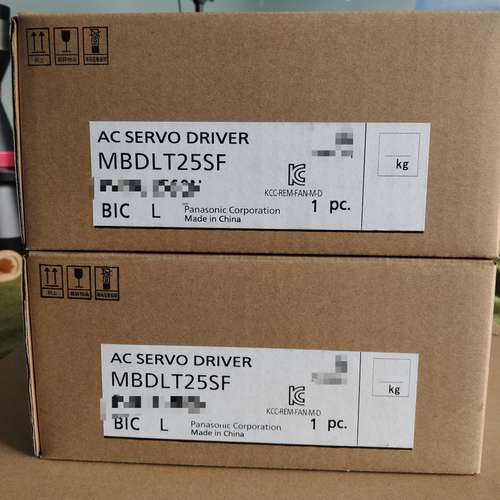 AC SERVO DRIVER
MBDLT25SF
KCC-REM-FAN-M-D
kg
BIC L Panasonic Corporation 1 pc.
Made in China
AC SERVO DRIVER
MBDLT25SF
KCC-REM-FAN-M-D
kg
BIC L Panasonic Corporation 1 pc.
Made in China